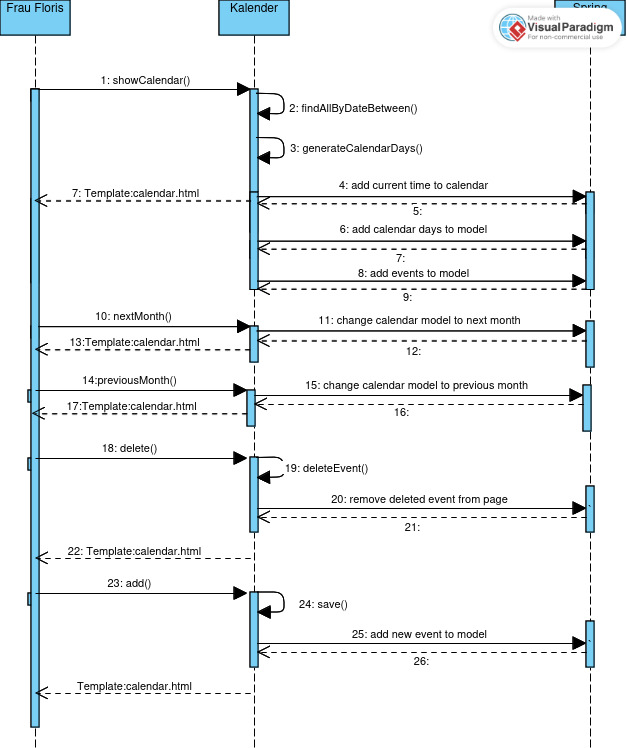 Frau Floris
Kalender
Spring
Made with
VisualParadigm
For non-commercial use
1: showCalendar()
2: findAllByDateBetween()
3: generateCalendarDays()
4: add current time to calendar
7: Template:calendar.html
5:
6: add calendar days to model
7:
8: add events to model
9:
10: nextMonth()
11: change calendar model to next month
13:Template:calendar.html
12:
14:previousMonth()
15: change calendar model to previous month
17:Template:calendar.html
16:
18: delete()
19: deleteEvent()
20: remove deleted event from page
21:
22: Template:calendar.html
23: add()
24: save()
25: add new event to model
26:
Template:calendar.html